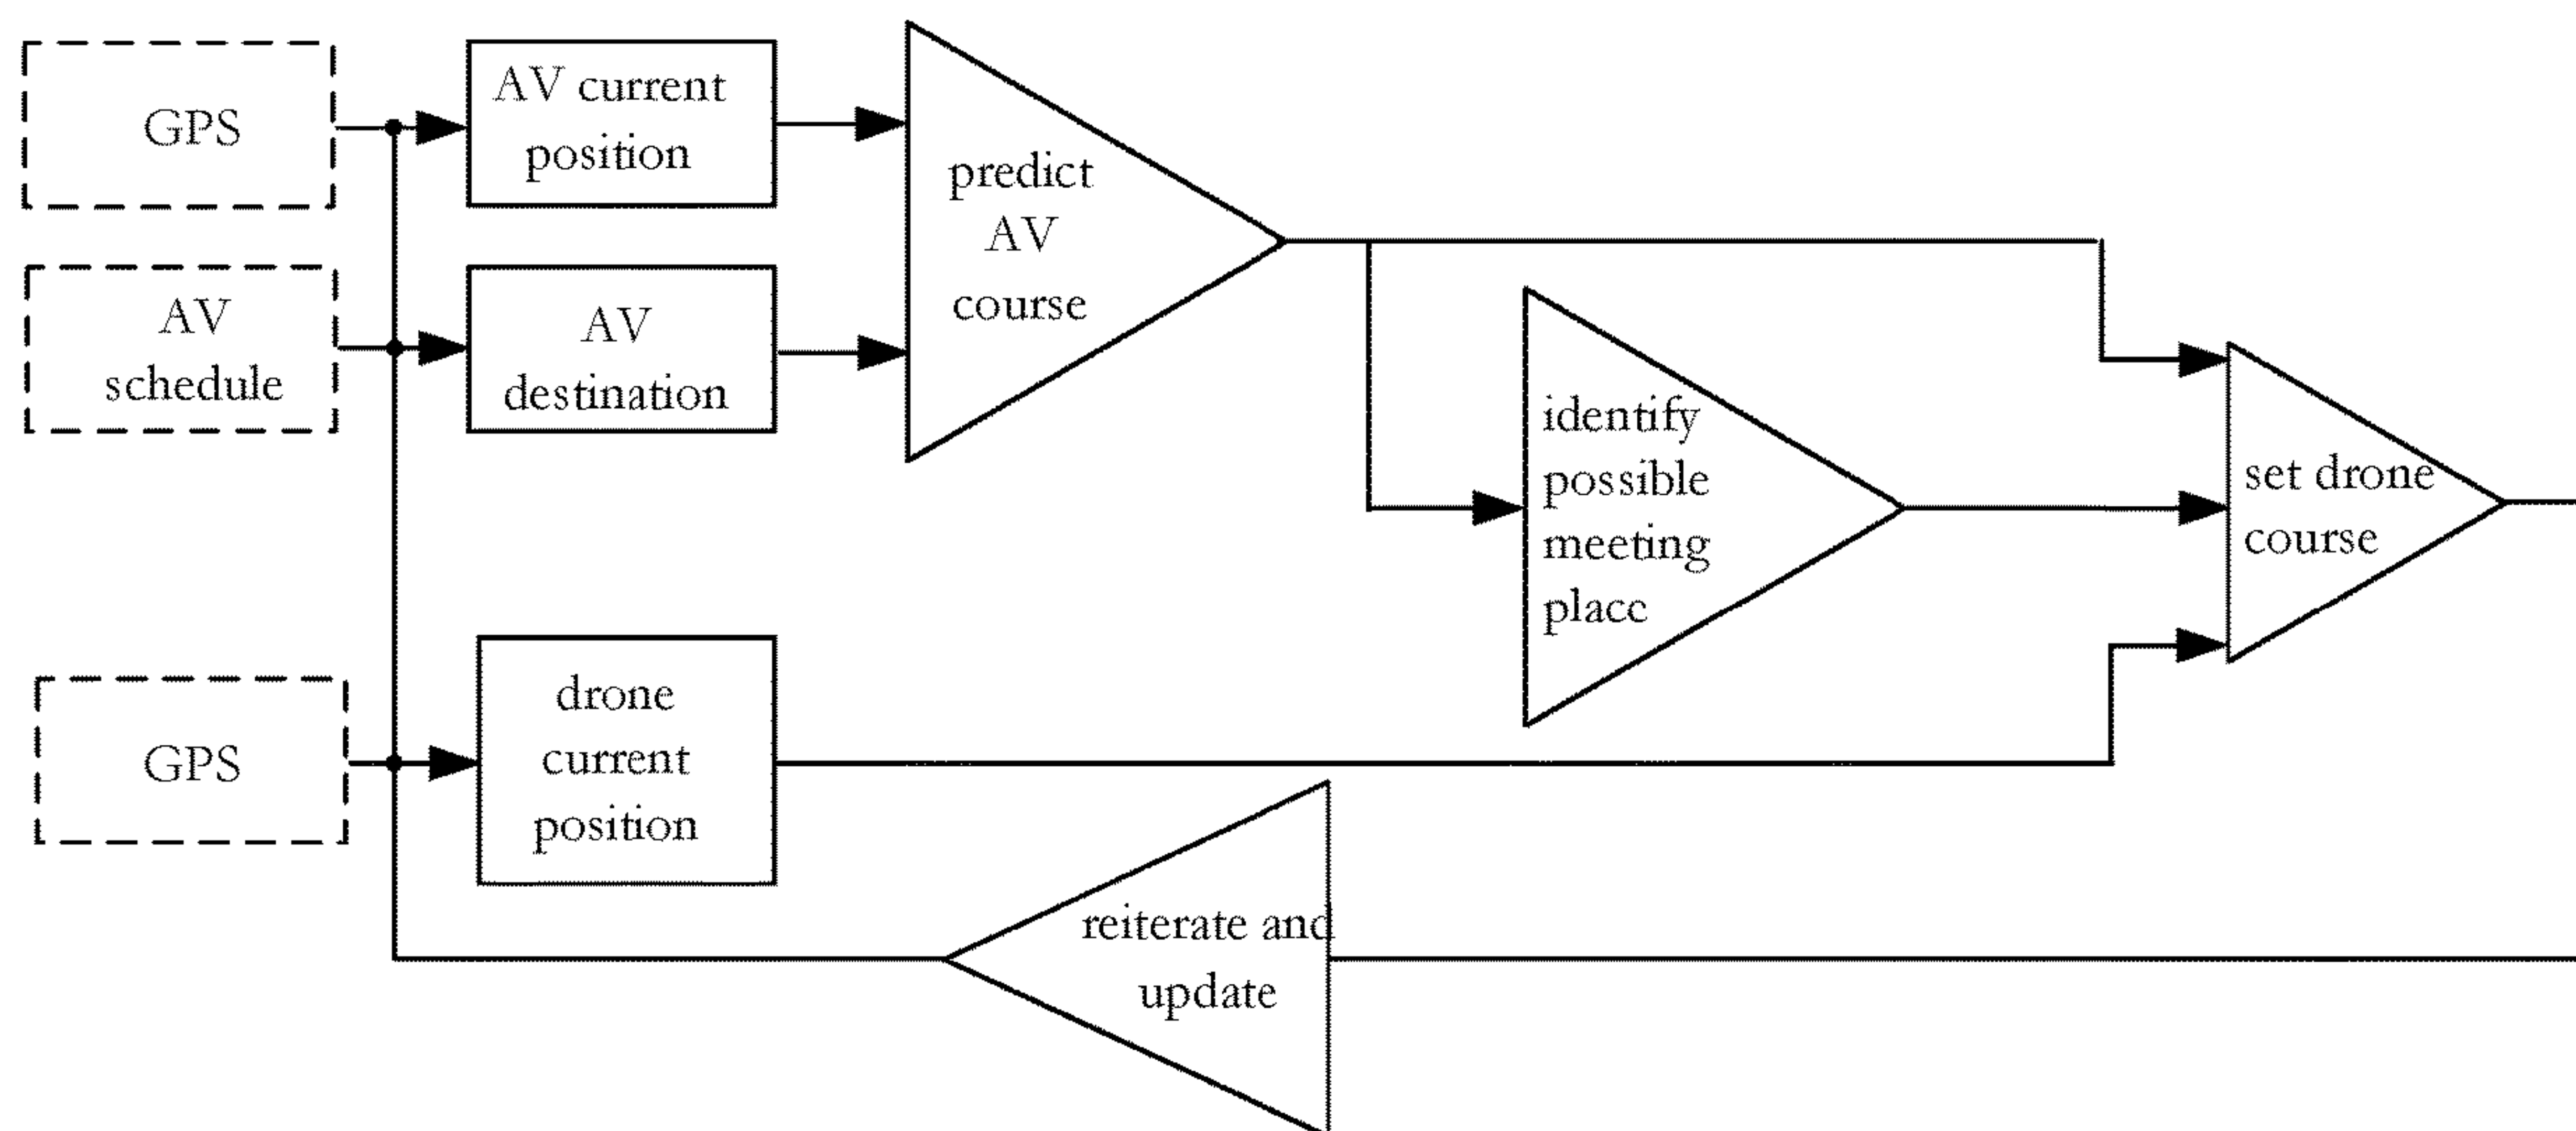 GPS
AV current
position
predict
AV
course
AV
schedule
AV
destination
identify
possible
meeting
place
set drone
course
GPS
drone
current
position
reiterate and
update